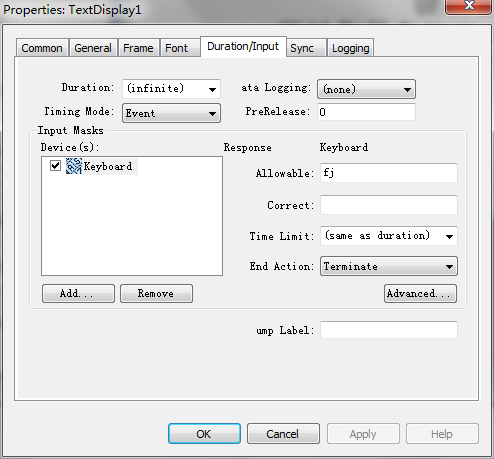 Properties: TextDisplay1
Common General Frame Font Duration/Input Sync Logging
Duration: (infinite) ata Logging: (none)
Timing Mode: Event PreRelease: 0
Input Masks
Device(s): Response Keyboard
Keyboard
Allowable: fj
Correct:
Time Limit: (same as duration)
End Action: Terminate
Add... Remove Advanced...
ump Label:
OK Cancel Apply Help